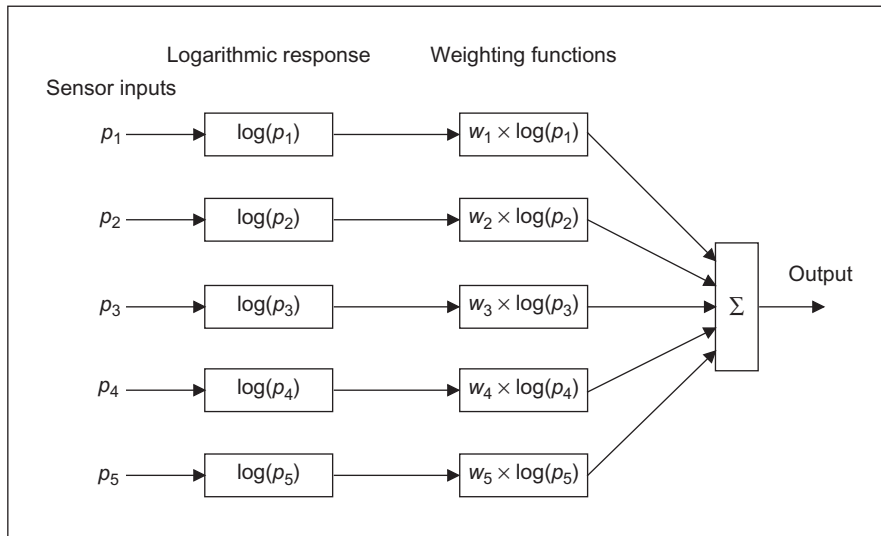 Logarithmic response Weighting functions
Sensor inputs
p₁ log(p₁) w₁ × log(p₁)
p₂ log(p₂) w₂ × log(p₂)
Output
p₃ log(p₃) w₃ × log(p₃) Σ
p₄ log(p₄) w₄ × log(p₄)
p₅ log(p₅) w₅ × log(p₅)